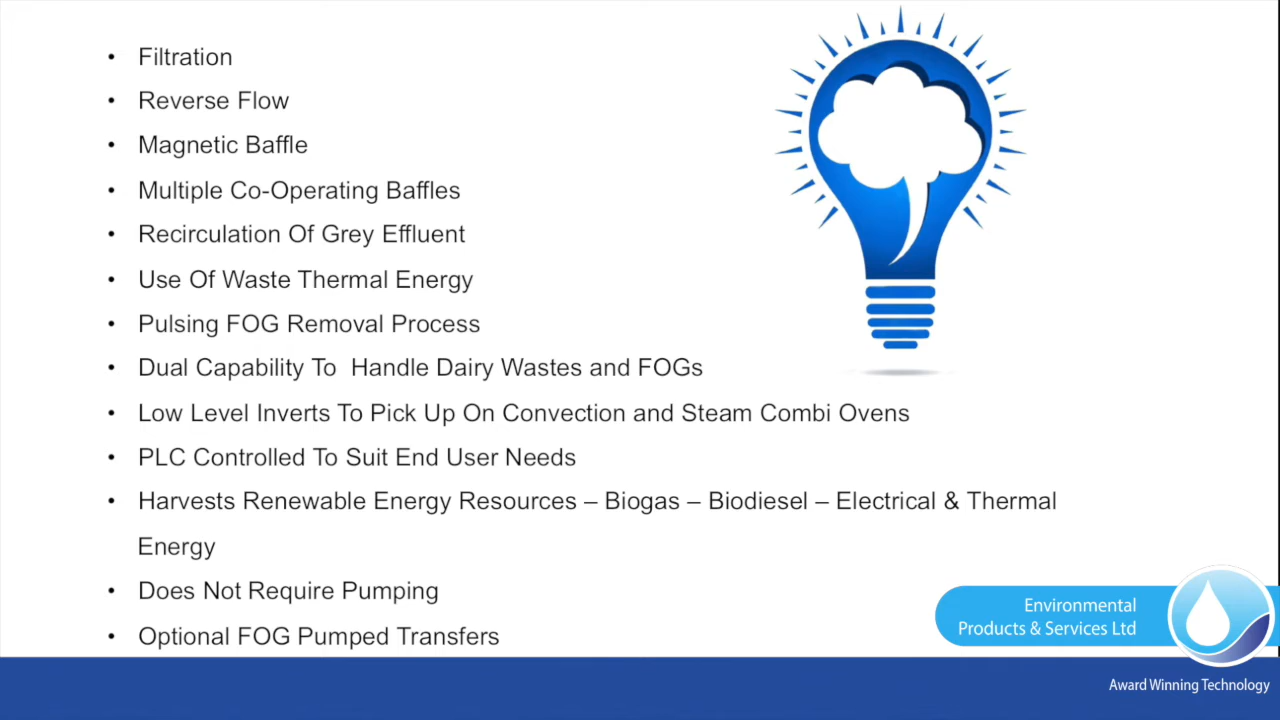 • Filtration
• Reverse Flow
• Magnetic Baffle
• Multiple Co-Operating Baffles
• Recirculation Of Grey Effluent
• Use Of Waste Thermal Energy
• Pulsing FOG Removal Process
• Dual Capability To  Handle Dairy Wastes and FOGs
• Low Level Inverts To Pick Up On Convection and Steam Combi Ovens
• PLC Controlled To Suit End User Needs
• Harvests Renewable Energy Resources – Biogas – Biodiesel – Electrical & Thermal
Energy
• Does Not Require Pumping
• Optional FOG Pumped Transfers
Environmental
Products & Services Ltd
Award Winning Technology